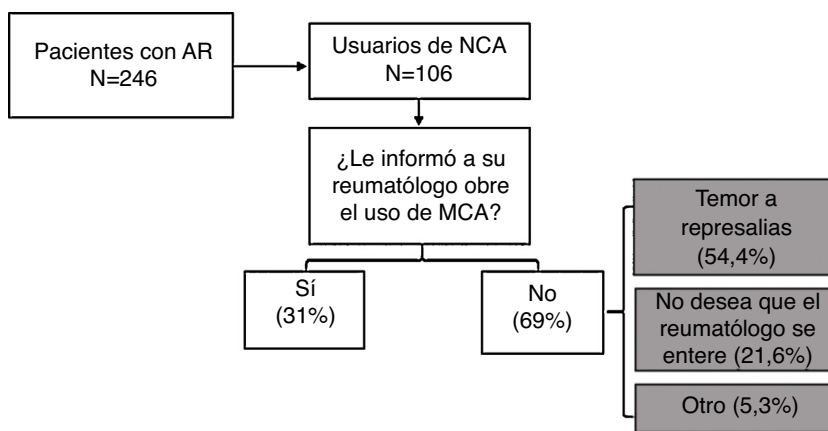 Pacientes con AR
N=246
Usuarios de NCA
N=106
¿Le informó a su
reumatólogo obre
el uso de MCA?
Sí
(31%)
No
(69%)
Temor a
represalias
(54,4%)
No desea que el
reumatólogo se
entere (21,6%)
Otro (5,3%)